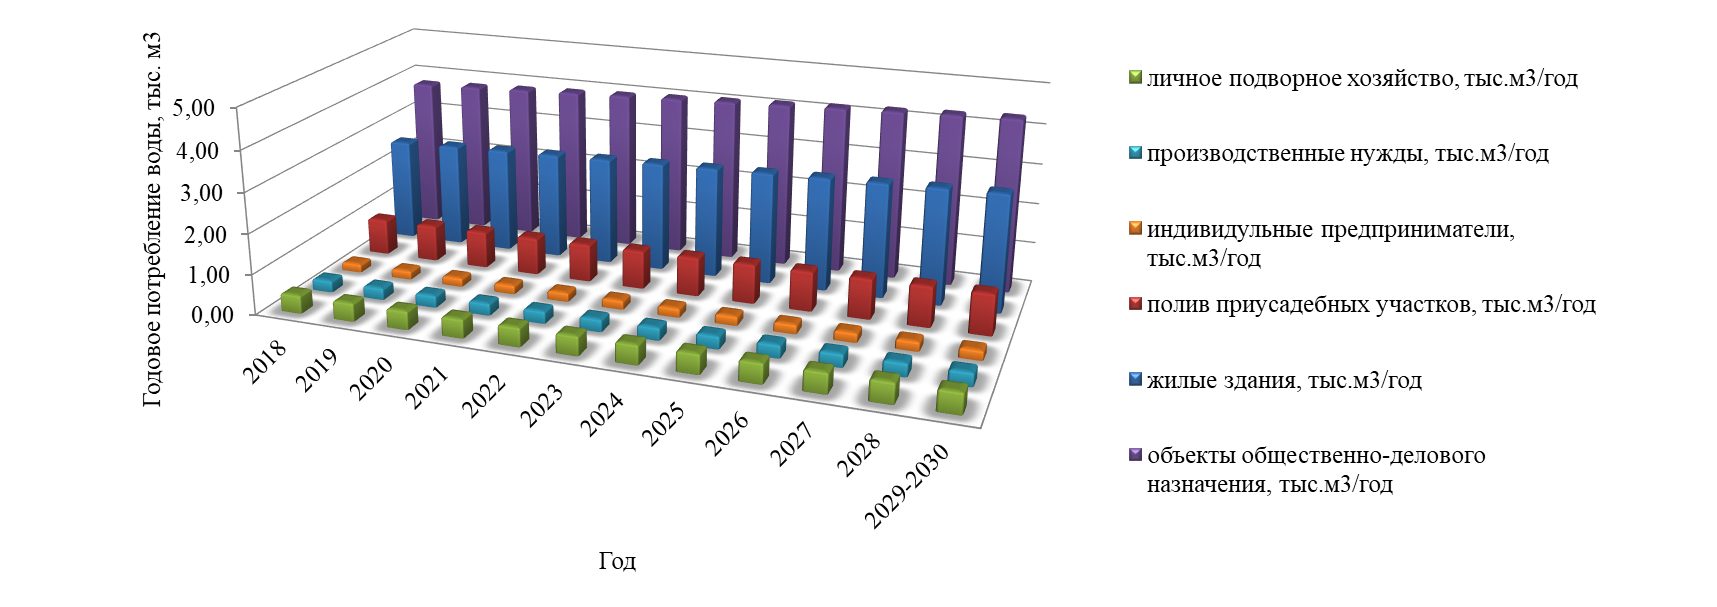 Годовое потребление воды, тыс. м3
5,00
4,00
3,00
2,00
1,00
0,00
2018
2019
2020
2021
2022
2023
2024
2025
2026
2027
2028
2029-2030
Год
личное подворное хозяйство, тыс.м3/год
производственные нужды, тыс.м3/год
индивидульные предприниматели,
тыс.м3/год
полив приусадебных участков, тыс.м3/год
жилые здания, тыс.м3/год
объекты общественно-делового
назначения, тыс.м3/год